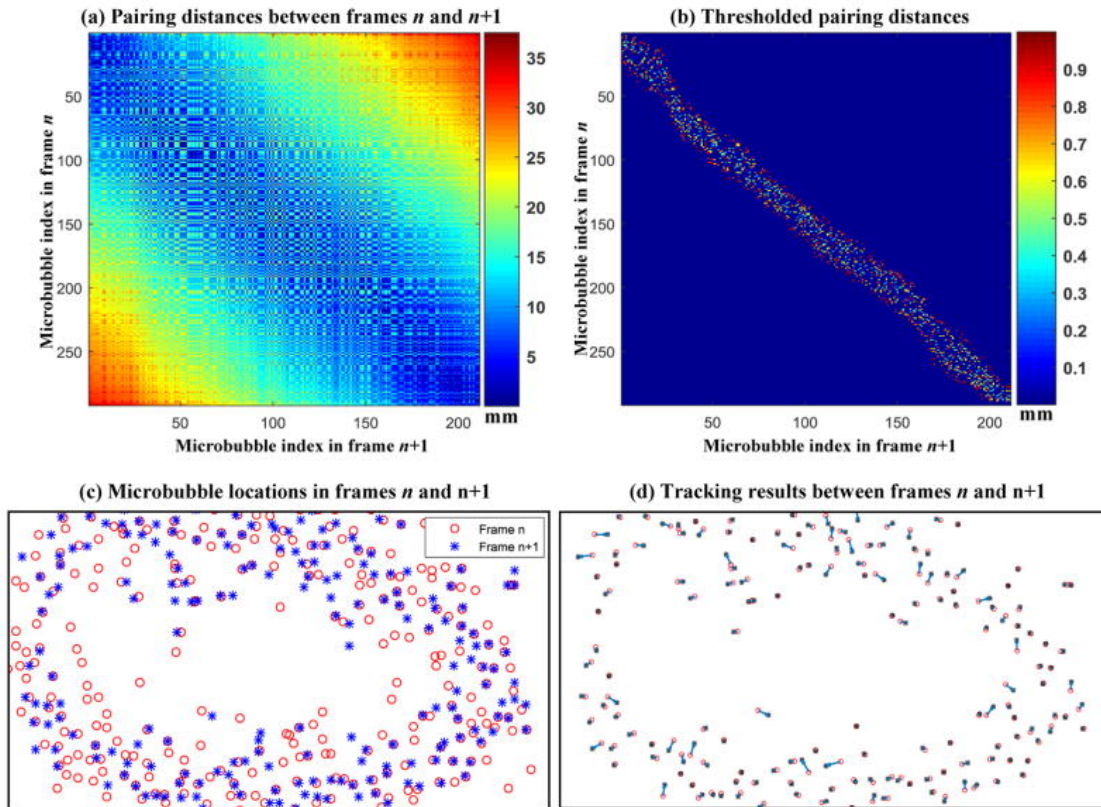 (a) Pairing distances between frames n and n+1
Microbubble index in frame n
50
100
150
200
250
50
100
150
200
Microbubble index in frame n+1
35
30
25
20
15
10
5
mm
(b) Thresholded pairing distances
Microbubble index in frame n
50
100
150
200
250
50
100
150
200
Microbubble index in frame n+1
0.9
0.8
0.7
0.6
0.5
0.4
0.3
0.2
0.1
mm
(c) Microbubble locations in frames n and n+1
Frame n
Frame n+1
(d) Tracking results between frames n and n+1